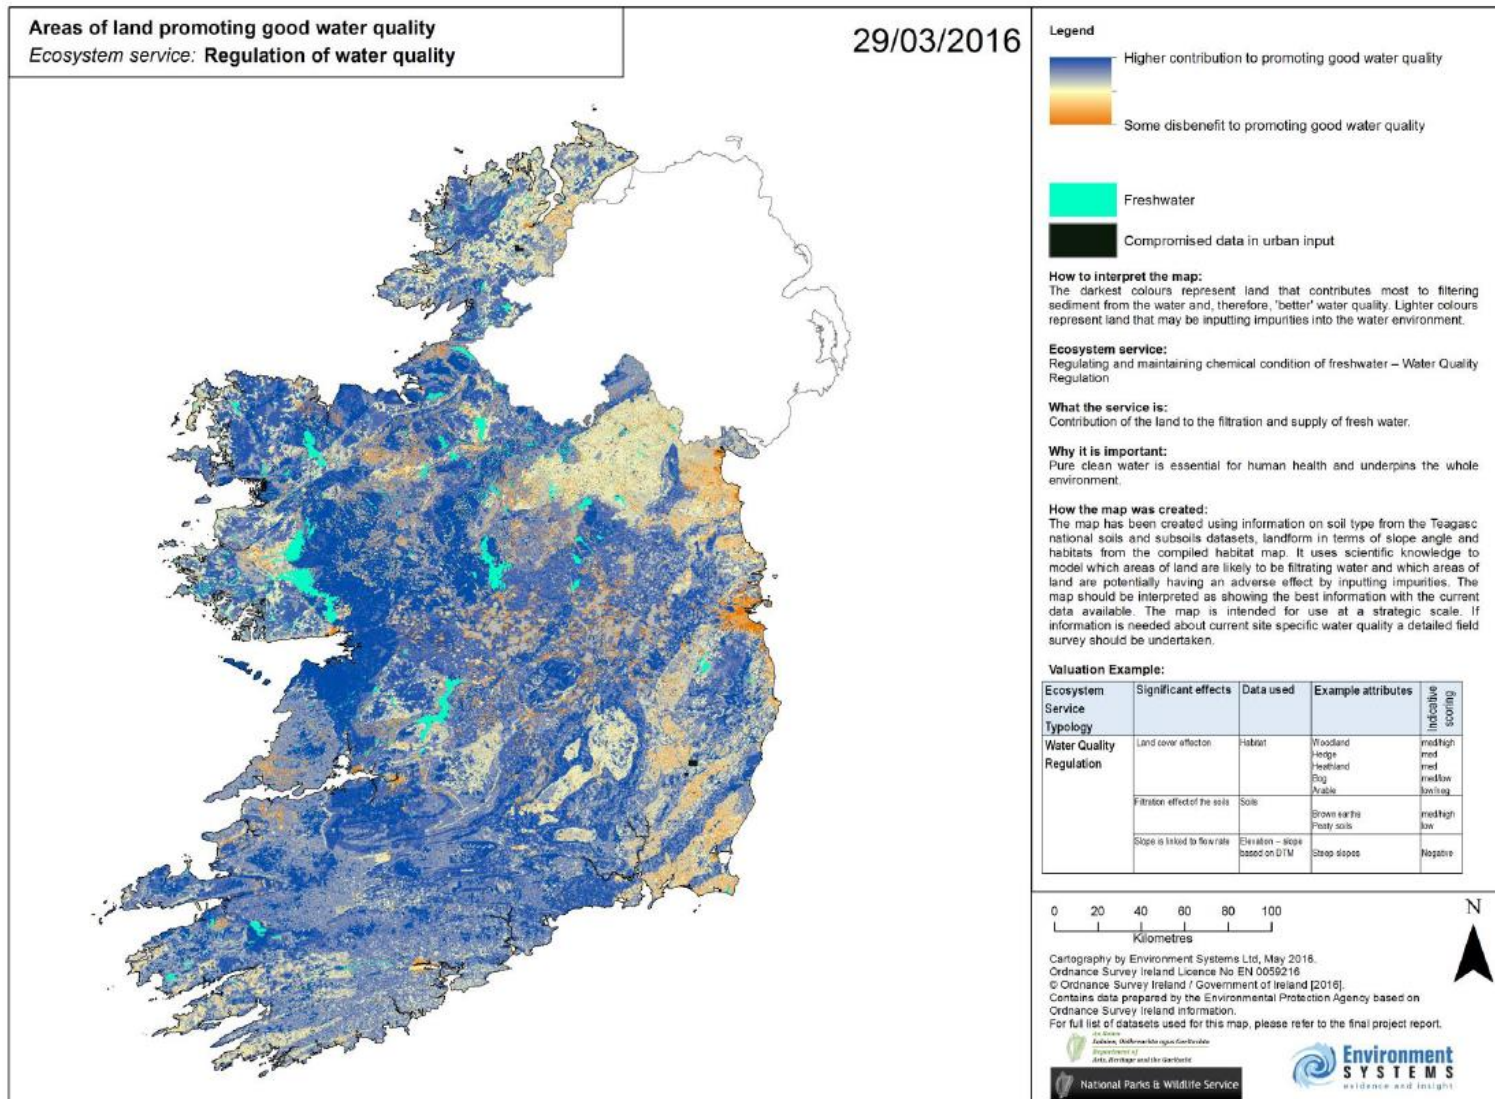 Areas of land promoting good water quality
Ecosystem service: Regulation of water quality
29/03/2016
Legend
Higher contribution to promoting good water quality
Some disbenefit to promoting good water quality
Freshwater
Compromised data in urban input
How to interpret the map:
The darkest colours represent land that contributes most to filtering
sediment from the water and, therefore, 'better' water quality. Lighter colours
represent land that may be inputting impurities into the water environment.
Ecosystem service:
Regulating and maintaining chemical condition of freshwater – Water Quality
Regulation
What the service is:
Contribution of the land to the filtration and supply of fresh water.
Why it is important:
Pure clean water is essential for human health and underpins the whole
environment.
How the map was created:
The map has been created using information on soil type from the Teagasc
national soils and subsoils datasets, landform in terms of slope angle and
habitats from the compiled habitat map. It uses scientific knowledge to
model which areas of land are likely to be filtrating water and which areas of
land are potentially having an adverse effect by inputting impurities. The
map should be interpreted as showing the best information with the current
data available. The map is intended for use at a strategic scale. If
information is needed about current site specific water quality a detailed field
survey should be undertaken.
Valuation Example:
Ecosystem Service Typology
Significant effects
Data used
Example attributes
Indicative scoring
Water Quality Regulation
Land cover effect on
Habitat
Woodland med/high
Hedge med
Heathland med
Bog med/low
Arable low/neg
Filtration effect of the soils
Soils
Brown earths med/high
Peaty soils low
Slope is linked to flow rate
Elevation – slope based on DTM
Steep slopes
Negative
0 20 40 60 80 100
Kilometres
N
Cartography by Environment Systems Ltd, May 2016.
Ordnance Survey Ireland Licence No EN 0059216
© Ordnance Survey Ireland / Government of Ireland [2016].
Contains data prepared by the Environmental Protection Agency based on
Ordnance Survey Ireland information.
For full list of datasets used for this map, please refer to the final project report.
An Roinn
Ealaíon, Oidhreachta agus Gaeltachta
Department of
Arts, Heritage and the Gaeltacht
National Parks & Wildlife Service
Environment
SYSTEMS
evidence and insight